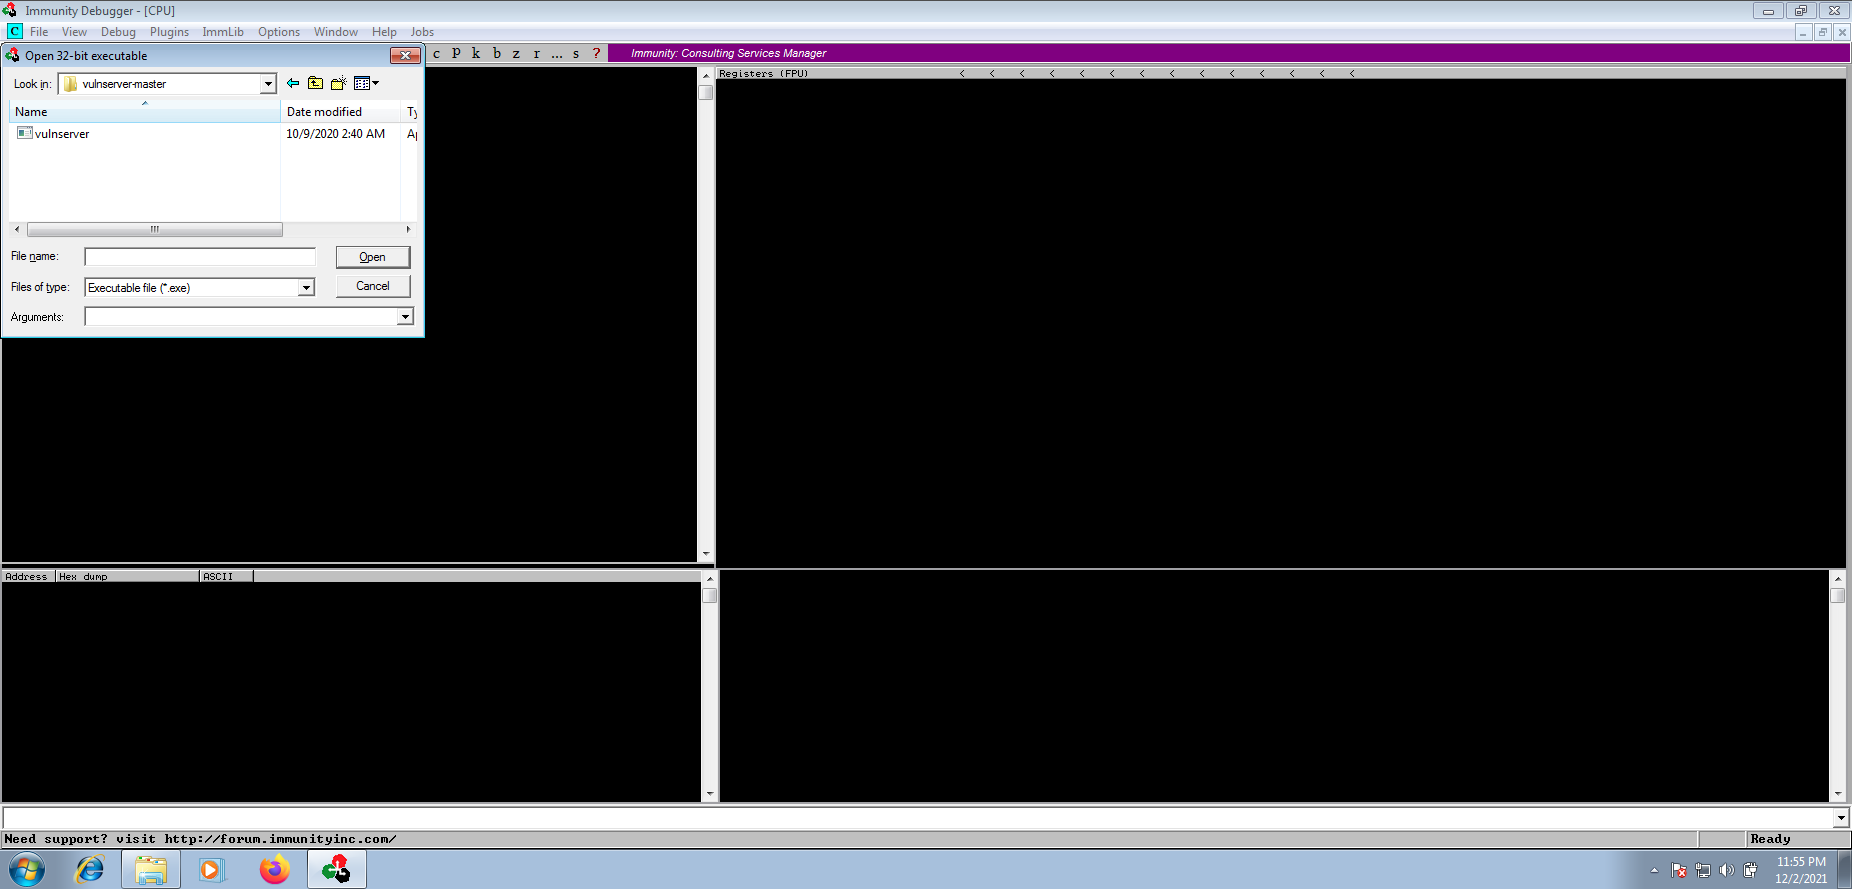 Immunity Debugger - [CPU]
C File View Debug Plugins ImmLib Options Window Help Jobs
Open 32-bit executable
c p k b z r ... s ? Immunity: Consulting Services Manager
Look in: vulnserver-master
Registers (FPU) < < < < < < < < < < < < < <
Name Date modified
vulnserver 10/9/2020 2:40 AM
File name: Open
Files of type: Executable file (*.exe) Cancel
Arguments:
Address Hex dump ASCII
Need support? visit http://forum.immunityinc.com/ Ready
11:55 PM
12/2/2021